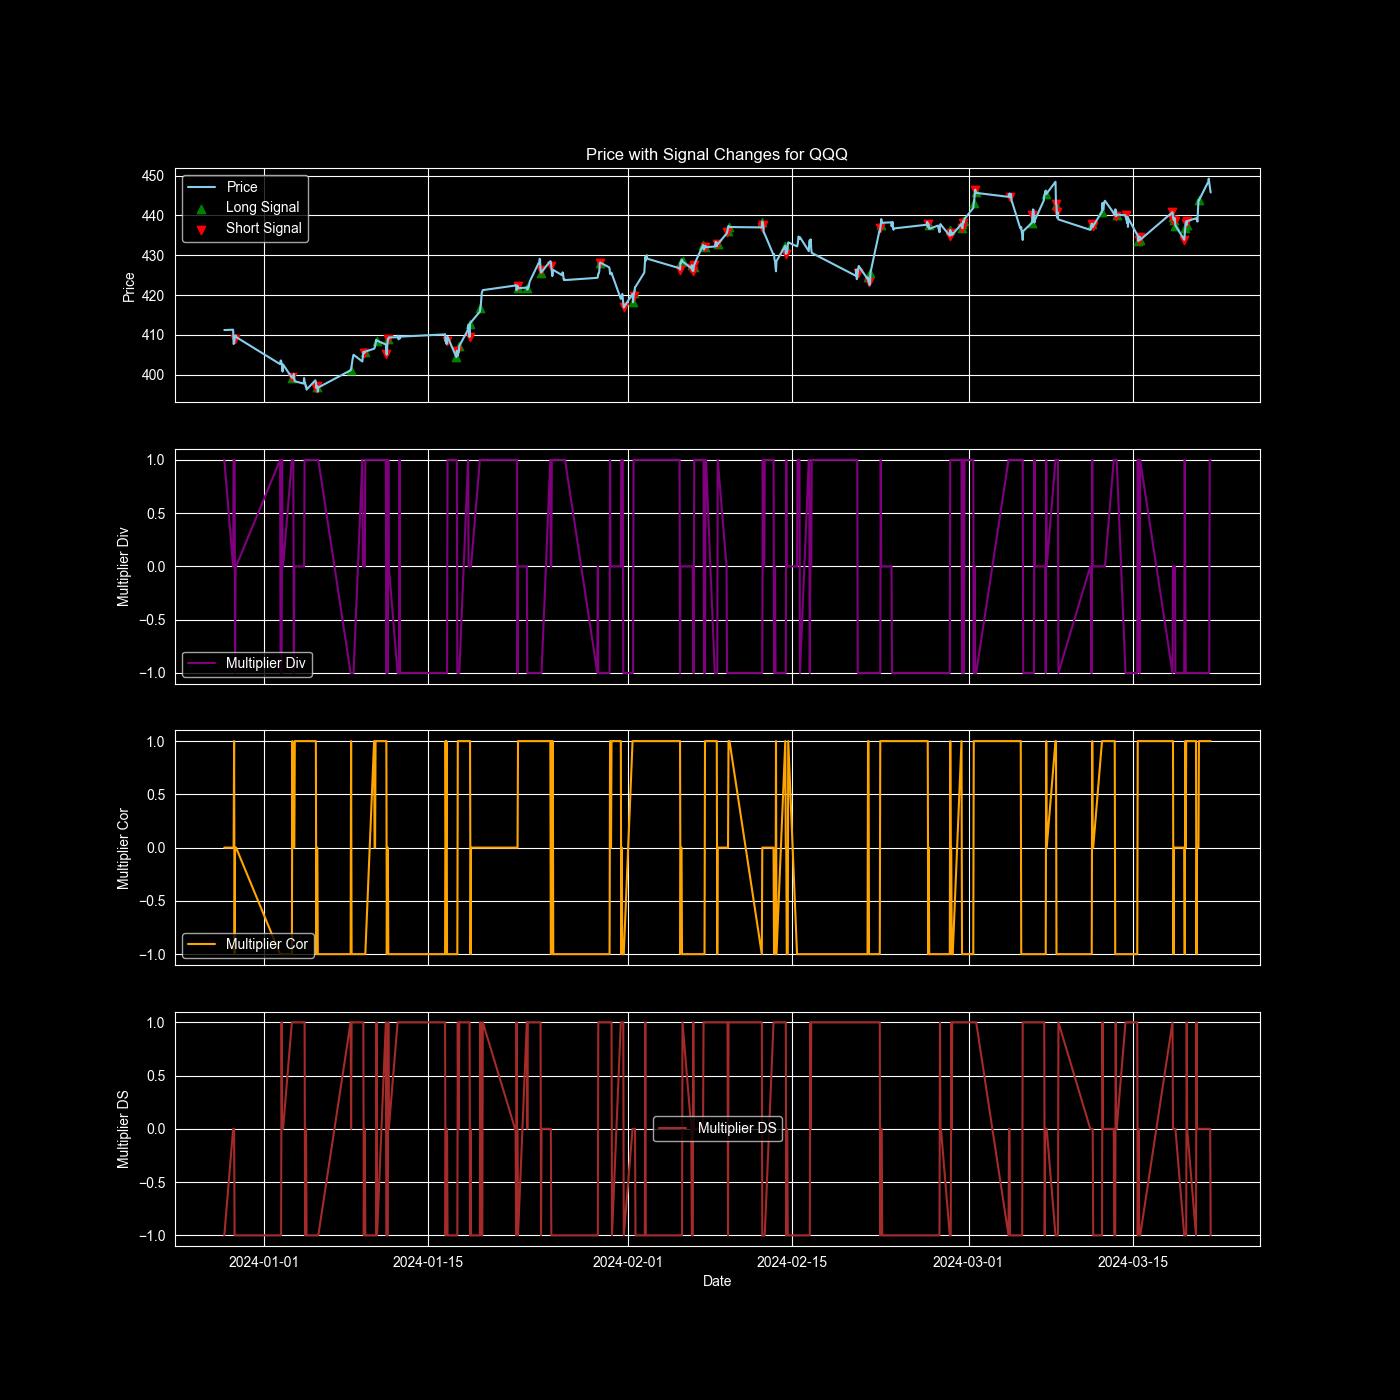 Price with Signal Changes for QQQ
450
440
430
420
410
400
Price
Price
Long Signal
Short Signal
1.0
0.5
0.0
−0.5
−1.0
Multiplier Div
Multiplier Div
1.0
0.5
0.0
−0.5
−1.0
Multiplier Cor
Multiplier Cor
1.0
0.5
0.0
−0.5
−1.0
Multiplier DS
Multiplier DS
2024-01-01 2024-01-15 2024-02-01 2024-02-15 2024-03-01 2024-03-15
Date